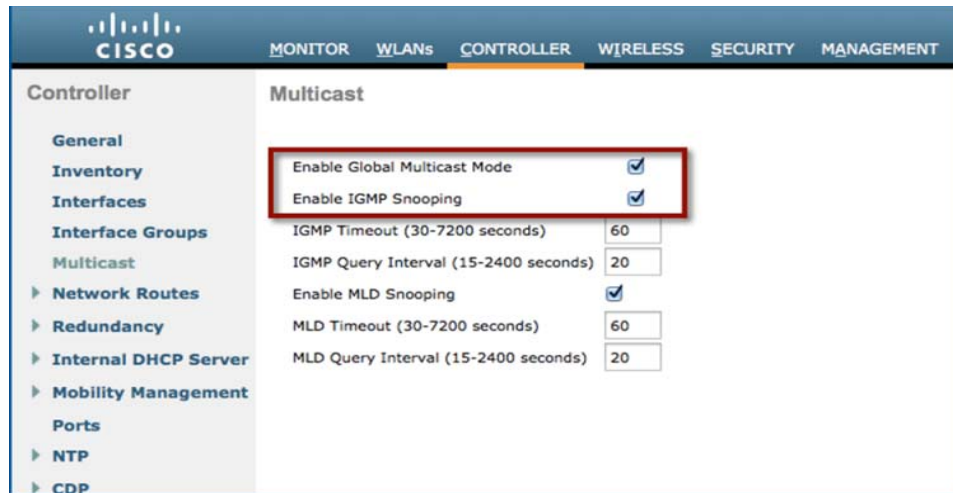 CISCO
MONITOR WLANs CONTROLLER WIRELESS SECURITY MANAGEMENT
Controller
General
Inventory
Interfaces
Interface Groups
Multicast
Network Routes
Redundancy
Internal DHCP Server
Mobility Management
Ports
NTP
CDP
Multicast
Enable Global Multicast Mode
Enable IGMP Snooping
IGMP Timeout (30-7200 seconds) 60
IGMP Query Interval (15-2400 seconds) 20
Enable MLD Snooping
MLD Timeout (30-7200 seconds) 60
MLD Query Interval (15-2400 seconds) 20